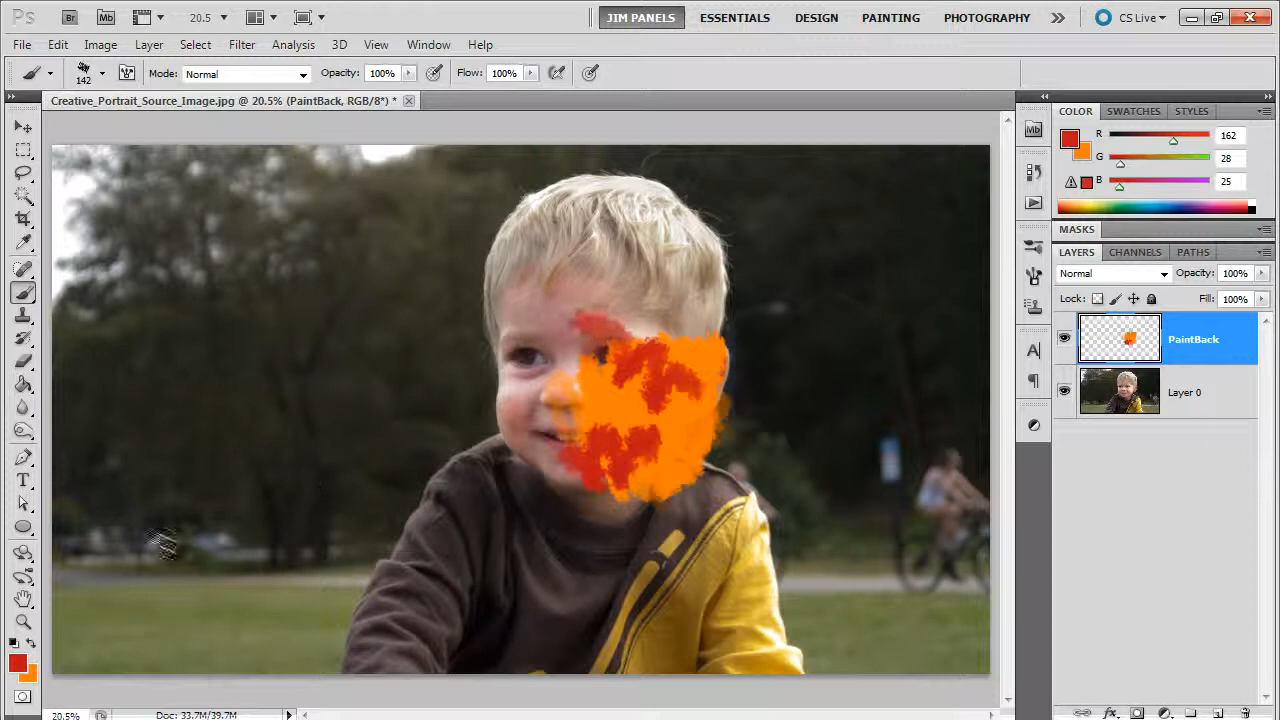 Ps Br Mb 20.5 JIM PANELS ESSENTIALS DESIGN PAINTING PHOTOGRAPHY CS Live
File Edit Image Layer Select Filter Analysis 3D View Window Help
142 Mode: Normal Opacity: 100% Flow: 100%
Creative_Portrait_Source_Image.jpg @ 20.5% (PaintBack, RGB/8*) *
COLOR SWATCHES STYLES
Mb
R 162
G 28
B 25
MASKS
LAYERS CHANNELS PATHS
Normal Opacity: 100%
Lock: Fill: 100%
PaintBack
Layer 0
A
T
20.5% Doc: 33.7M/39.7M
fx